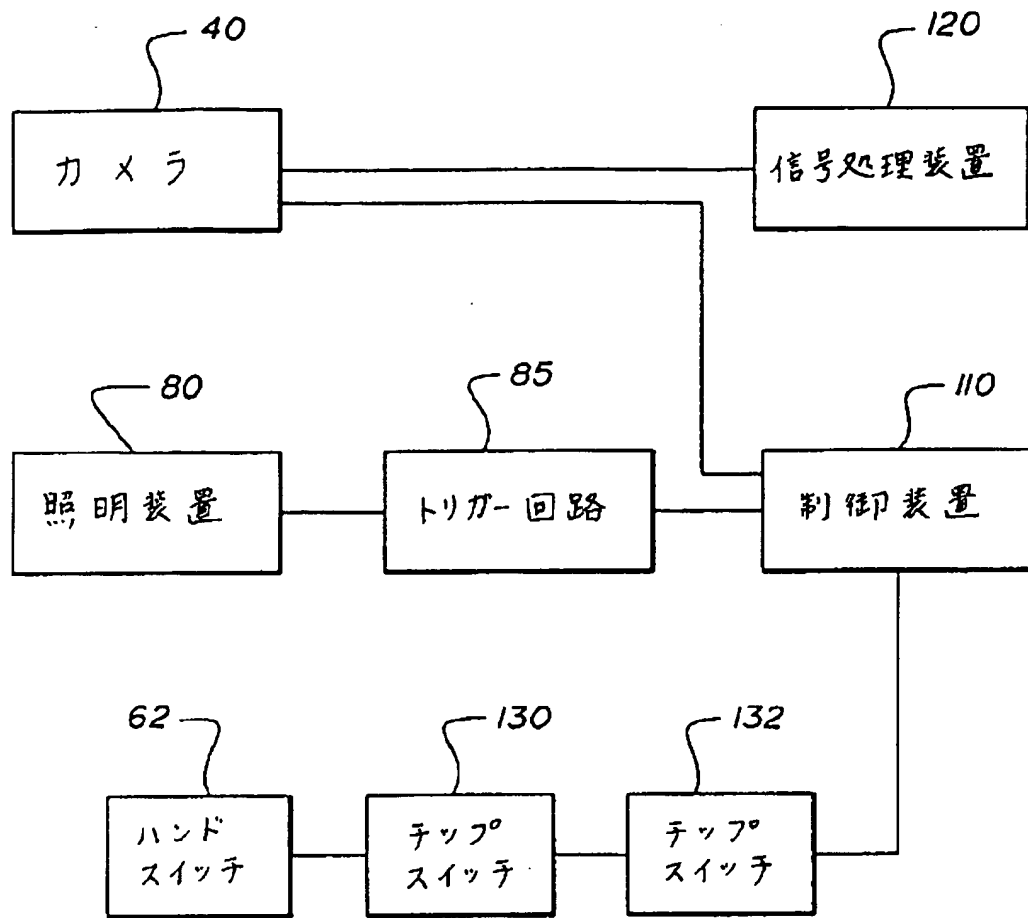 40
120
カメラ
信号処理装置
80
85
110
照明装置
トリガー回路
制御装置
62
130
132
ハンド
スイッチ
チップ
スイッチ
チップ
スイッチ